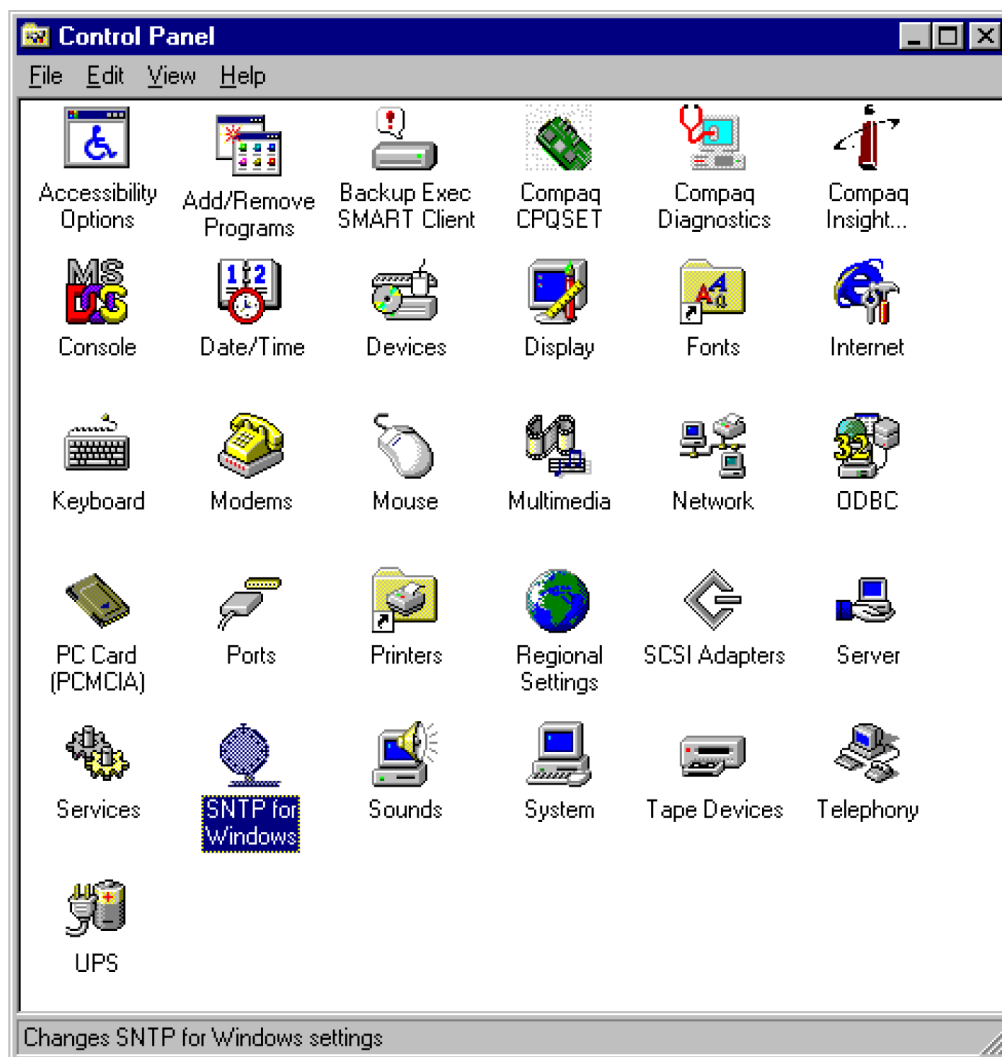 Control Panel
File Edit View Help
Accessibility Options
Add/Remove Programs
Backup Exec SMART Client
Compaq CPQSET
Compaq Diagnostics
Compaq Insight...
MS DOS
Console
1 2
Date/Time
Devices
Display
Fonts
Internet
Keyboard
Modems
Mouse
Multimedia
Network
32
ODBC
PC Card (PCMCIA)
Ports
Printers
Regional Settings
SCSI Adapters
Server
Services
SNTP for Windows
Sounds
System
Tape Devices
Telephony
UPS
Changes SNTP for Windows settings